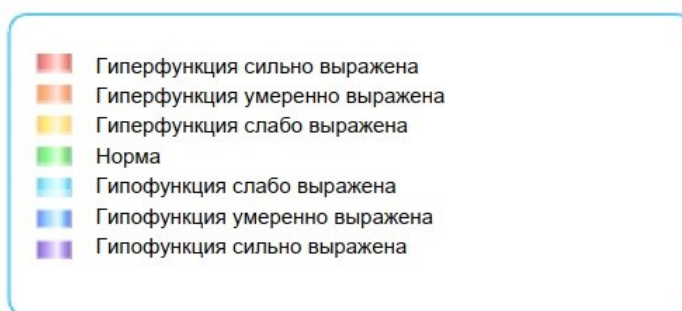 Гиперфункция сильно выражена
Гиперфункция умеренно выражена
Гиперфункция слабо выражена
Норма
Гипофункция слабо выражена
Гипофункция умеренно выражена
Гипофункция сильно выражена